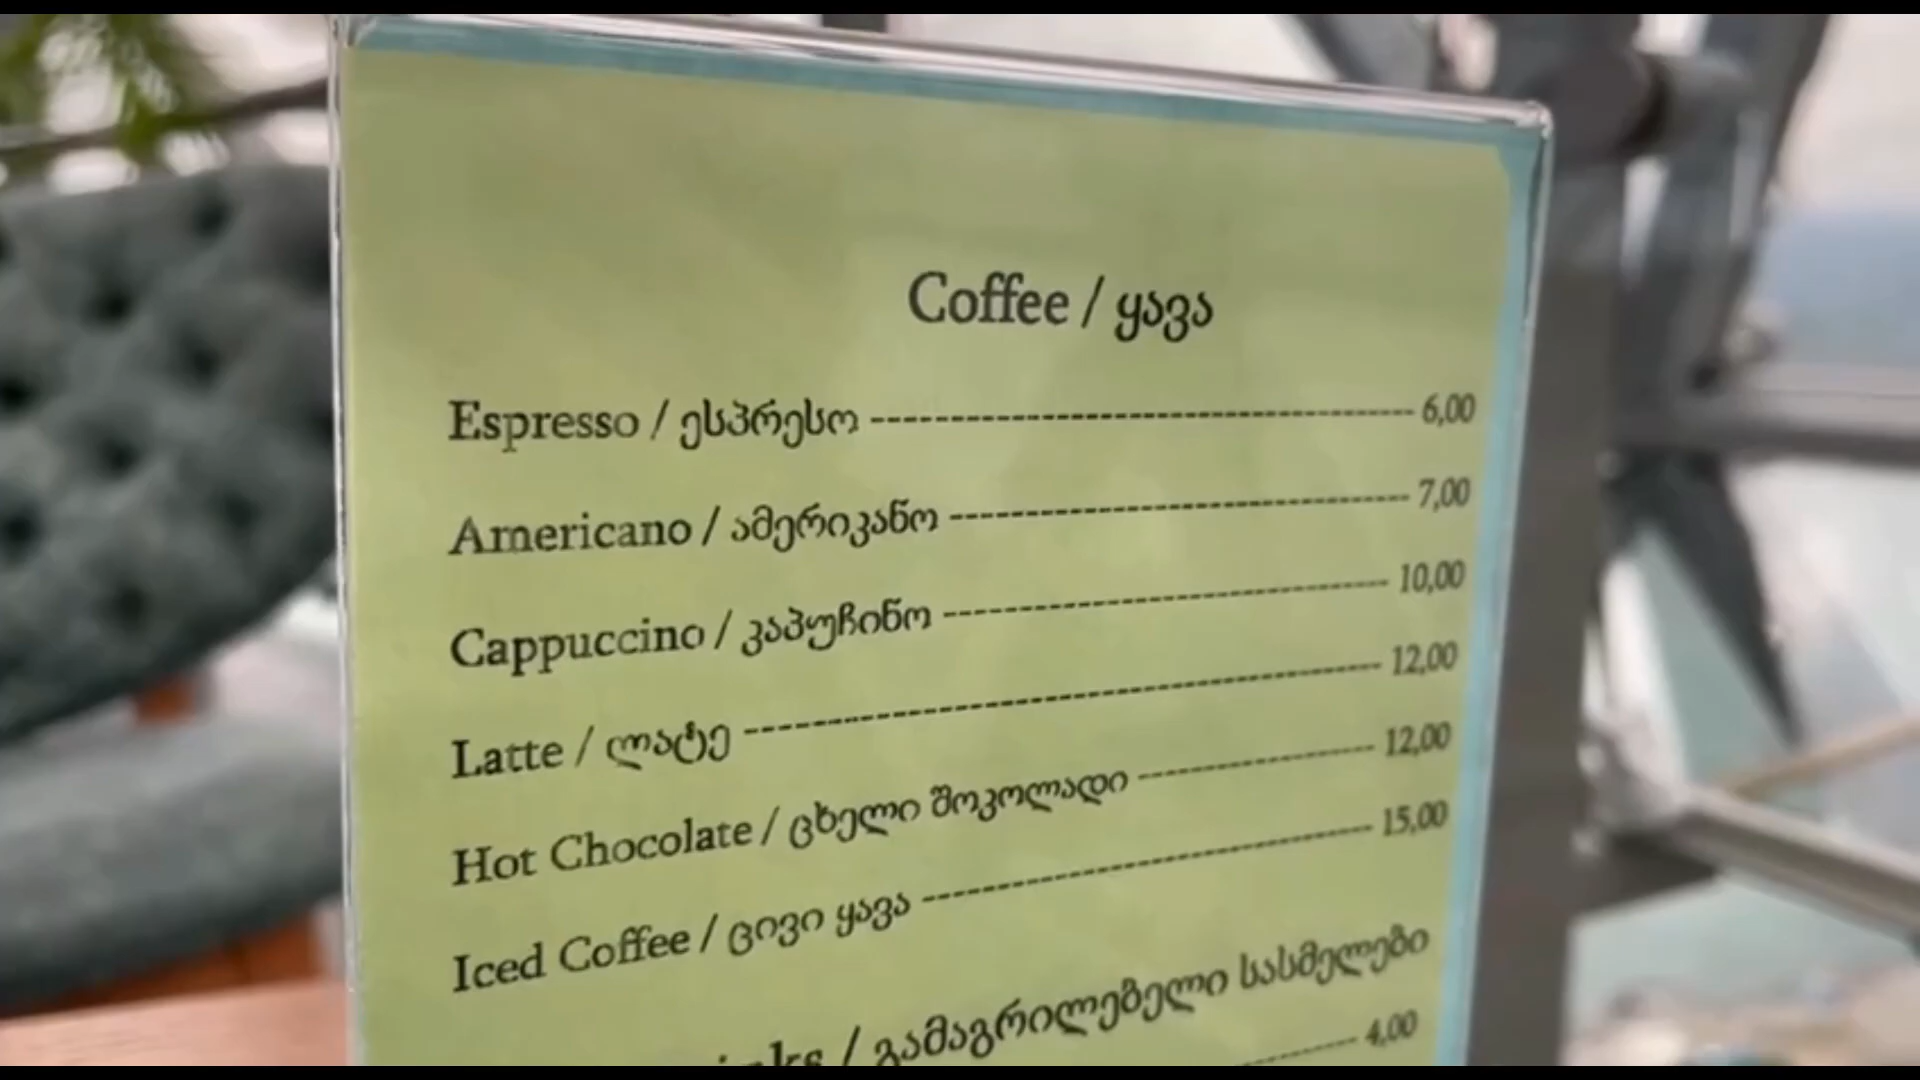 Coffee / ყავა
Espresso / ესპრესო ------------------------ 6,00
Americano / ამერიკანო ------------------------ 7,00
Cappuccino / კაპუჩინო ------------------------ 10,00
Latte / ლატე ------------------------ 12,00
Hot Chocolate / ცხელი შოკოლადი ------------------------ 12,00
Iced Coffee / ცივი ყავა ------------------------ 15,00
/ გამაგრილებელი სასმელები
------------ 4,00